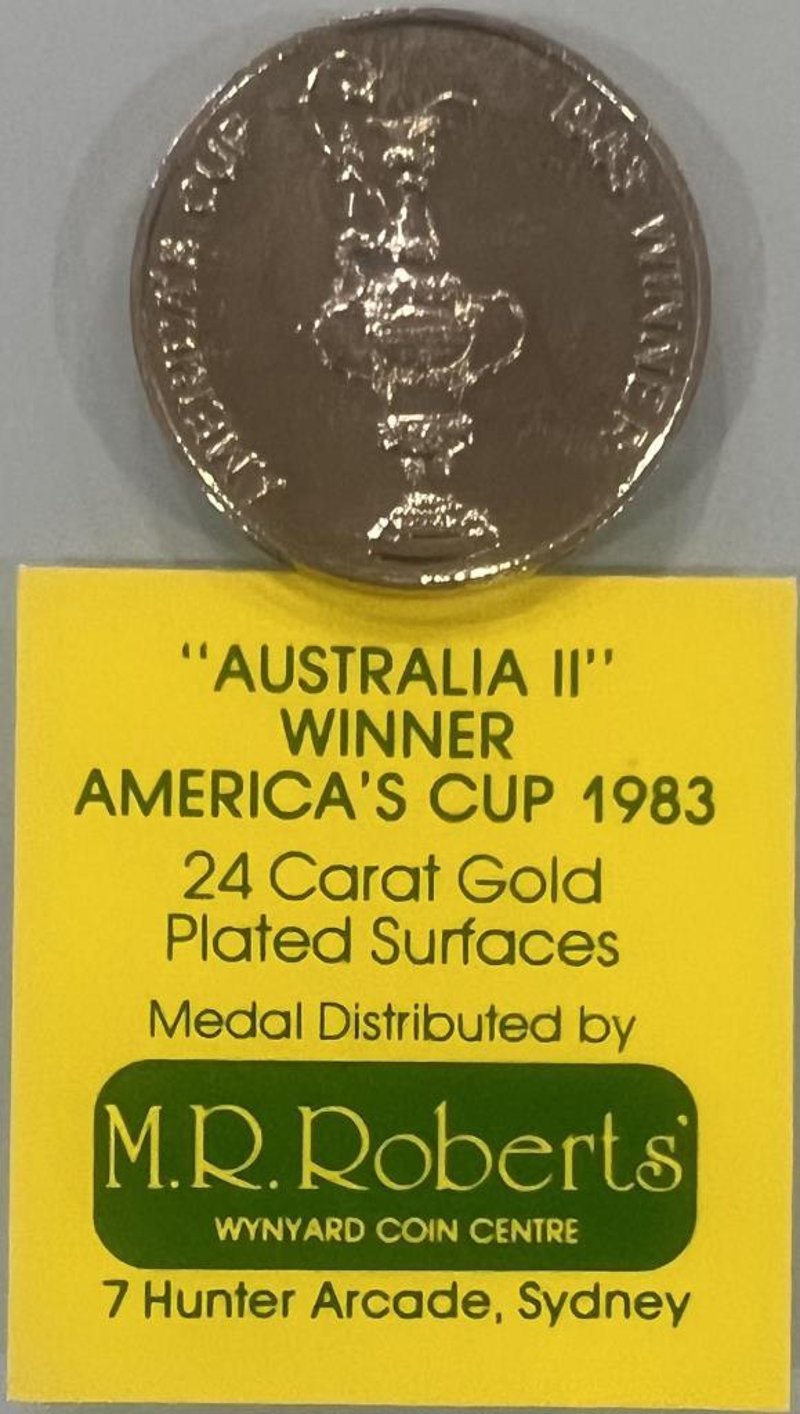 AMERICA'S CUP
1983 WINNER
"AUSTRALIA II"
WINNER
AMERICA'S CUP 1983
24 Carat Gold
Plated Surfaces
Medal Distributed by
M.R. Roberts'
WYNYARD COIN CENTRE
7 Hunter Arcade, Sydney